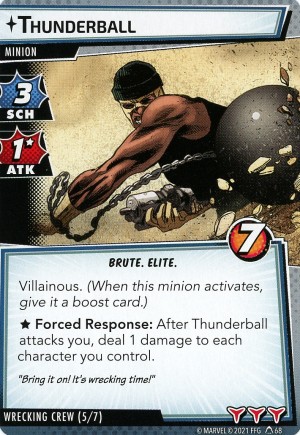 THUNDERBALL
MINION
3
SCH
1★
ATK
7
BRUTE. ELITE.
Villainous. (When this minion activates,
give it a boost card.)
★ Forced Response: After Thunderball
attacks you, deal 1 damage to each
character you control.
"Bring it on! It's wrecking time!"
WRECKING CREW (5/7)
© MARVEL © 2021 FFG 68